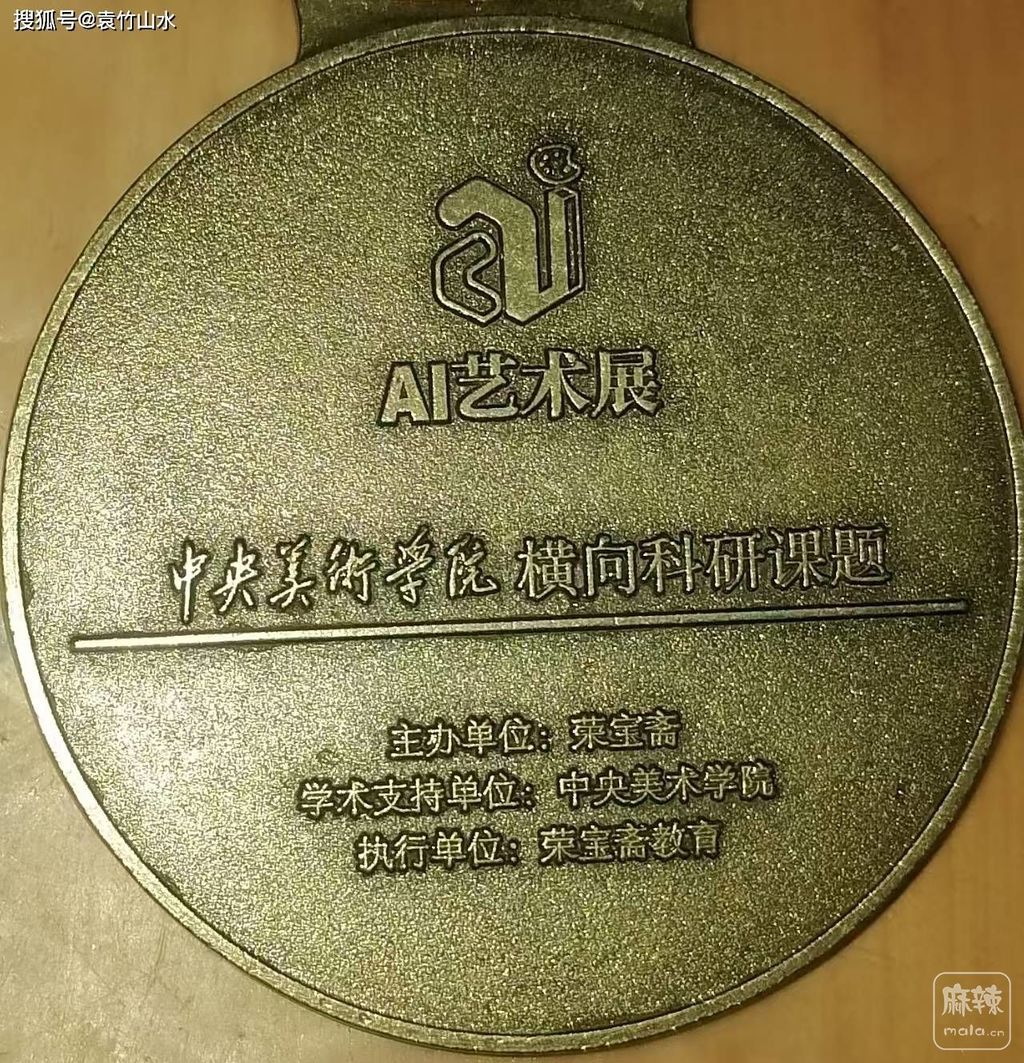 搜狐号@袁竹山水
ai
AI艺术展
中央美術学院 横向科研课题
主办单位：荣宝斋
学术支持单位：中央美术学院
执行单位：荣宝斋教育
麻辣
mala.cn